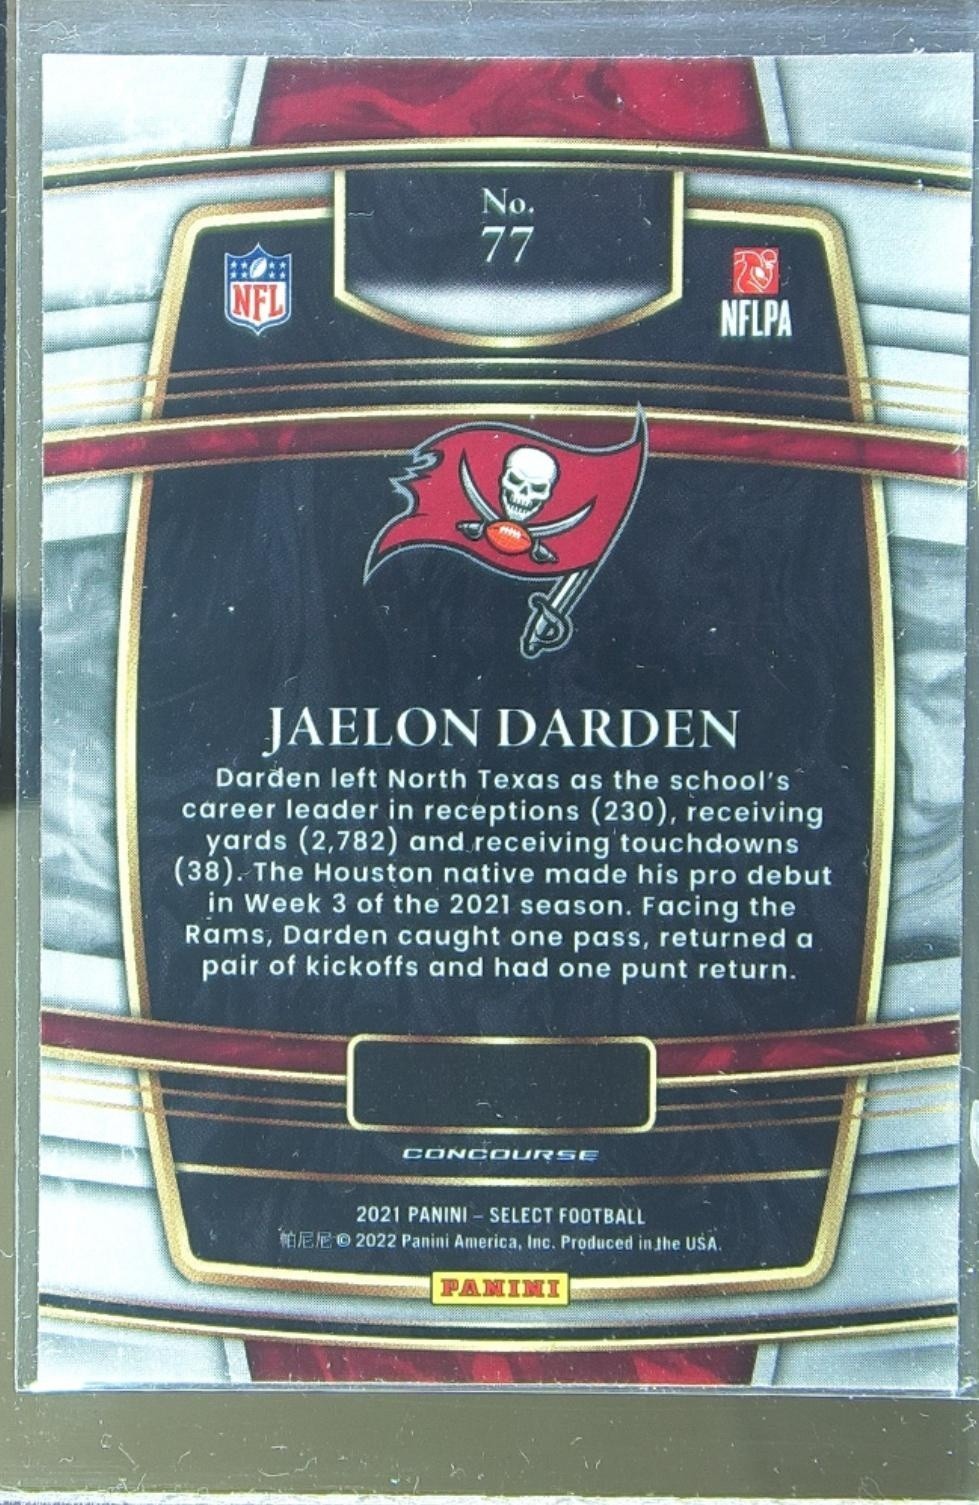 No.
77
NFL
NFLPA
JAELON DARDEN
Darden left North Texas as the school's
career leader in receptions (230), receiving
yards (2,782) and receiving touchdowns
(38). The Houston native made his pro debut
in Week 3 of the 2021 season. Facing the
Rams, Darden caught one pass, returned a
pair of kickoffs and had one punt return.
CONCOURSE
2021 PANINI – SELECT FOOTBALL
帕尼尼 © 2022 Panini America, Inc. Produced in the USA.
PANINI